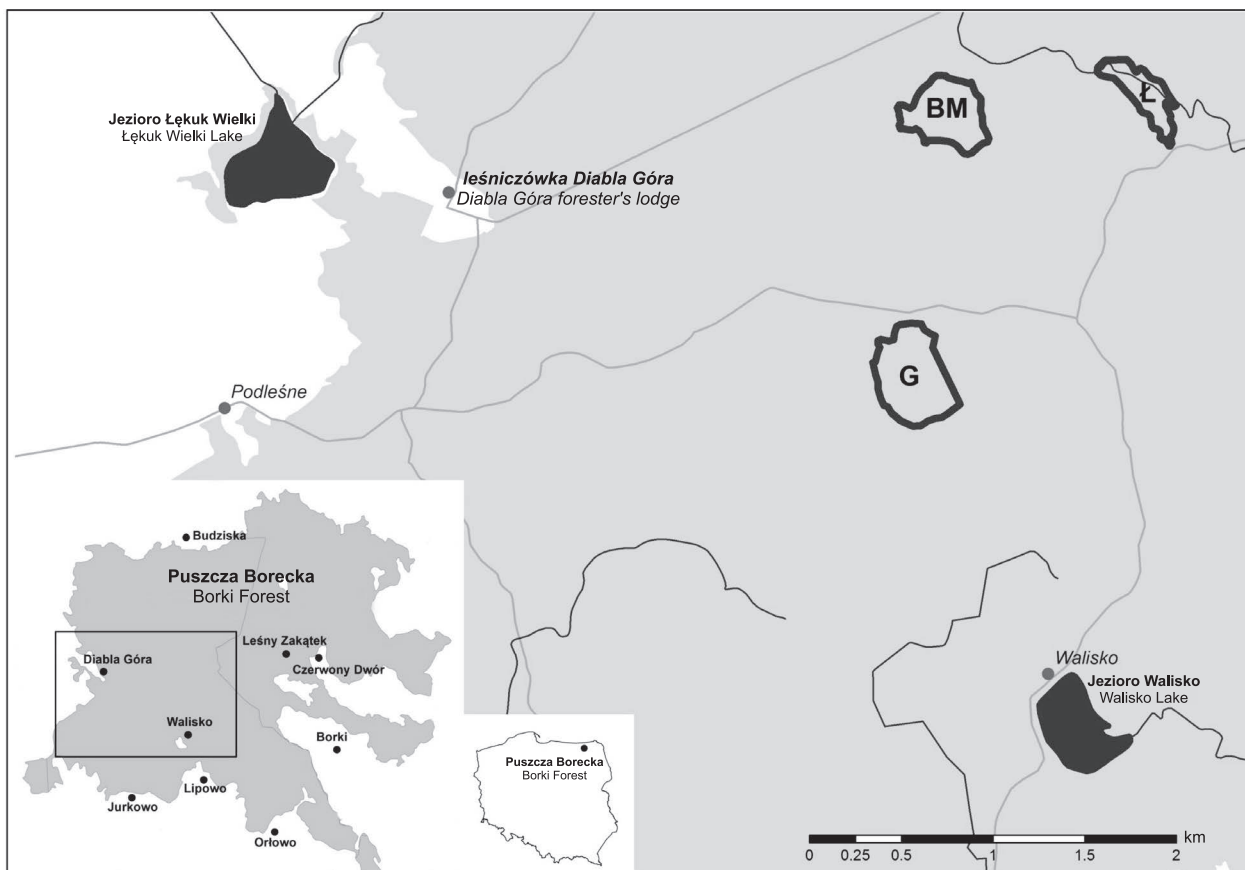 Jezioro Łękuk Wielki
Łękuk Wielki Lake
leśniczówka Diabla Góra
Diabla Góra forester's lodge
BM
Ł
G
Podleśne
Walisko
Jezioro Walisko
Walisko Lake
Budziska
Puszcza Borecka
Borki Forest
Leśny Zakątek
Czerwony Dwór
Diabla Góra
Walisko
Borki
Lipowo
Jurkowo
Orłowo
Puszcza Borecka
Borki Forest
km
0 0.25 0.5 1 1.5 2